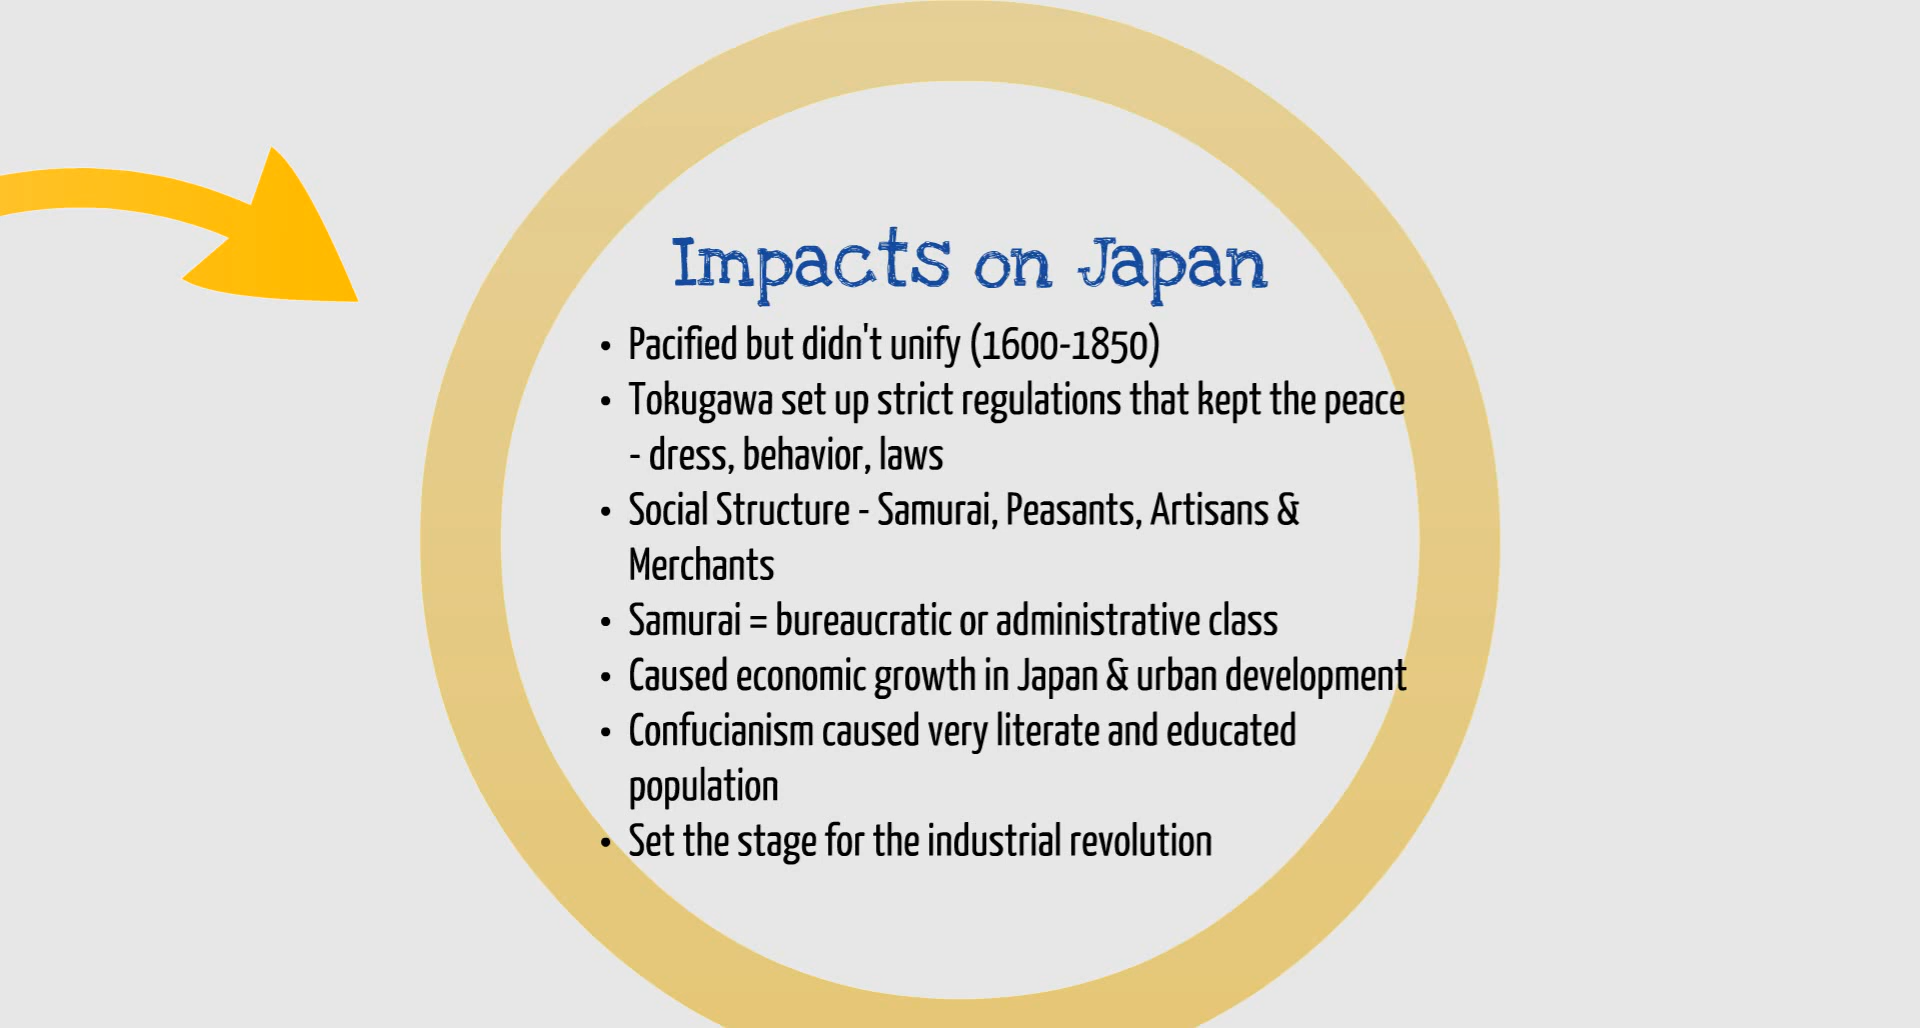 Impacts on Japan
• Pacified but didn't unify (1600-1850)
• Tokugawa set up strict regulations that kept the peace
- dress, behavior, laws
• Social Structure - Samurai, Peasants, Artisans &
Merchants
• Samurai = bureaucratic or administrative class
• Caused economic growth in Japan & urban development
• Confucianism caused very literate and educated
population
• Set the stage for the industrial revolution